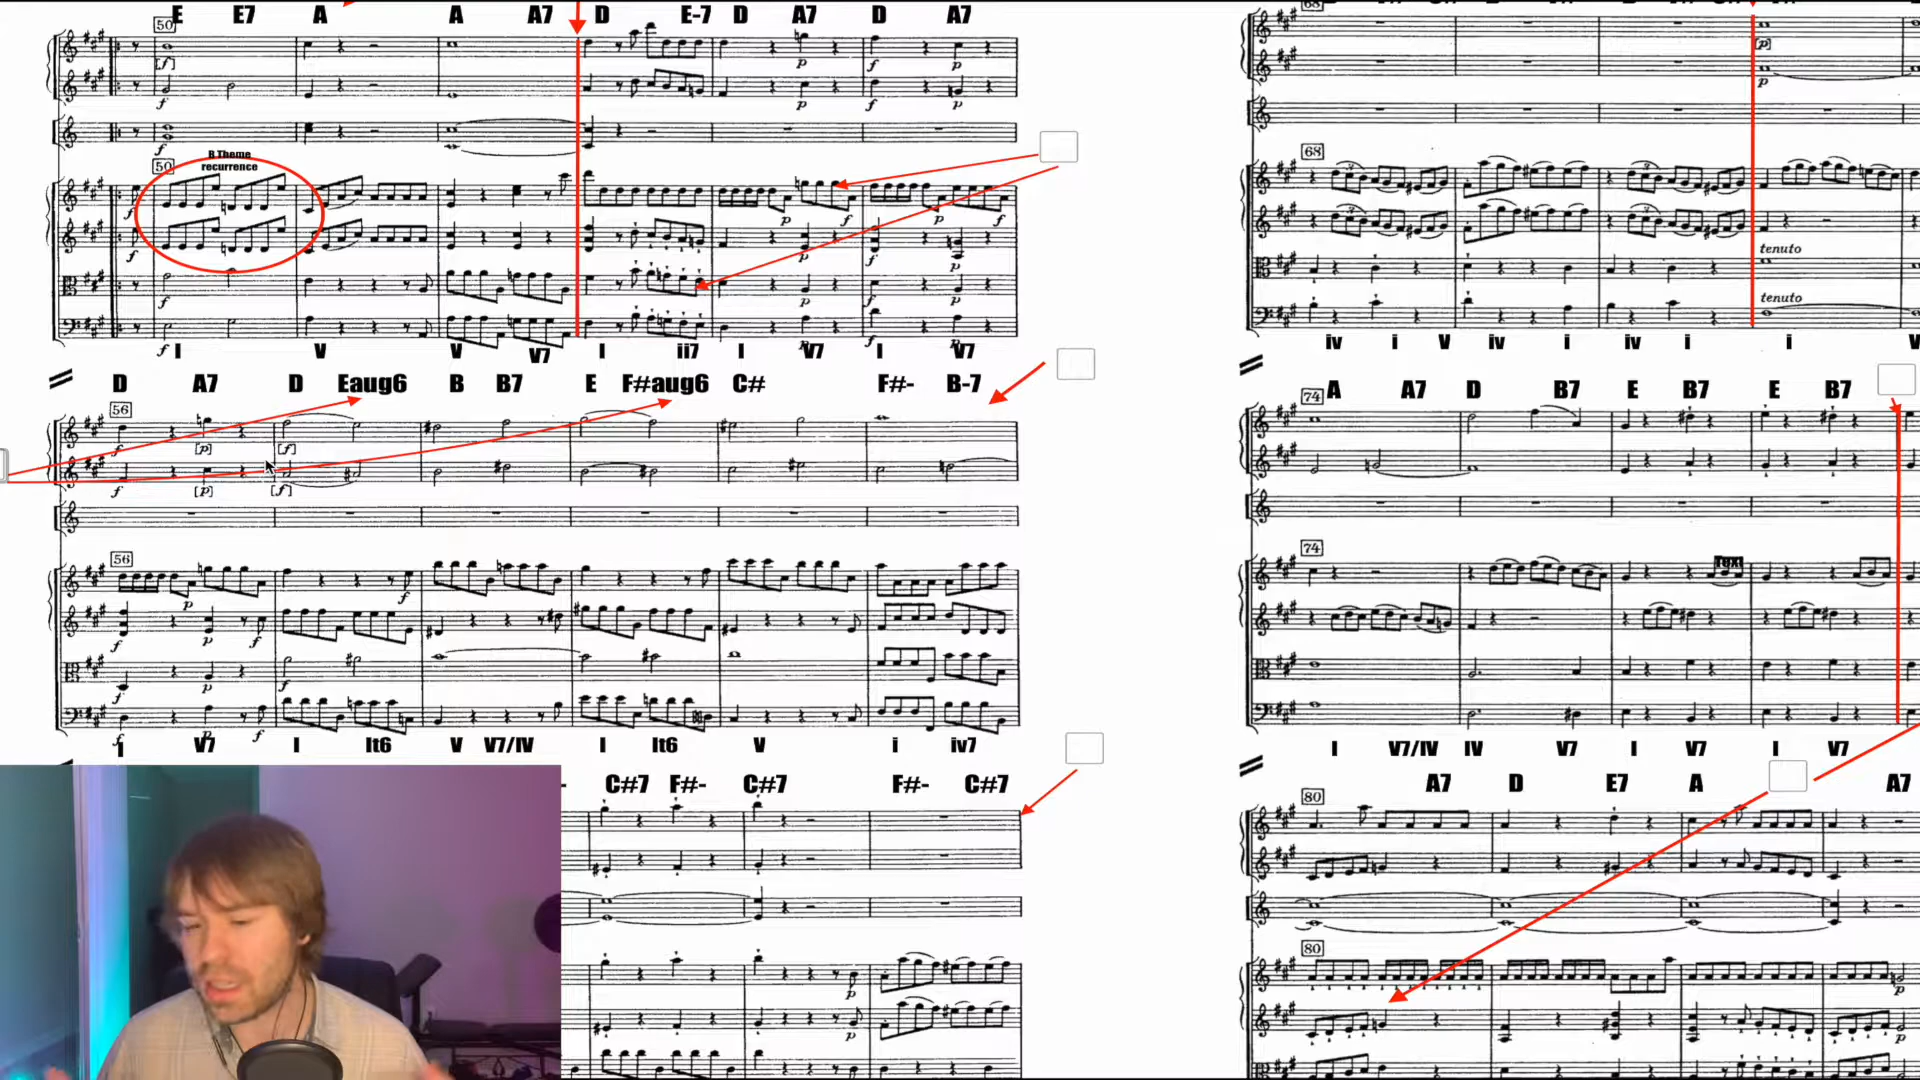 E E7 A A A7 D E-7 D A7 D A7
50
[f] p f p
f p f p
f
50 B Theme
recurrence
f p f p f
f p f p
f p f p
f
I V V V7 I ii7 I V7 I V7
D A7 D Eaug6 B B7 E F#aug6 C# F#- B-7
56
f [p] [f]
f [p] [f]
56
p f
f p f
f p f
f p f
I V7 I It6 V V7/IV I It6 V i iv7
C#7 F#- C#7 F#- C#7
p
p
68
[p]
p
68
tenuto
tenuto
iv i V iv i iv i i V
A A7 D B7 E B7 E B7
74
74
Tuxi
I V7/IV IV V7 I V7 I V7
A7 D E7 A A7
80
80
p
p